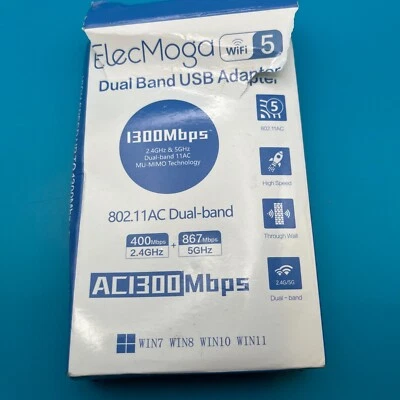 ElecMoga WiFi 5
Dual Band USB Adapter
1300Mbps
2.4GHz & 5GHz
Dual-band 11AC
MU-MIMO Technology
5
802.11AC
High Speed
Through Wall
2.4G/5G
Dual-band
802.11AC Dual-band
400Mbps + 867Mbps
2.4GHz 5GHz
AC1300Mbps
WIN7 WIN8 WIN10 WIN11